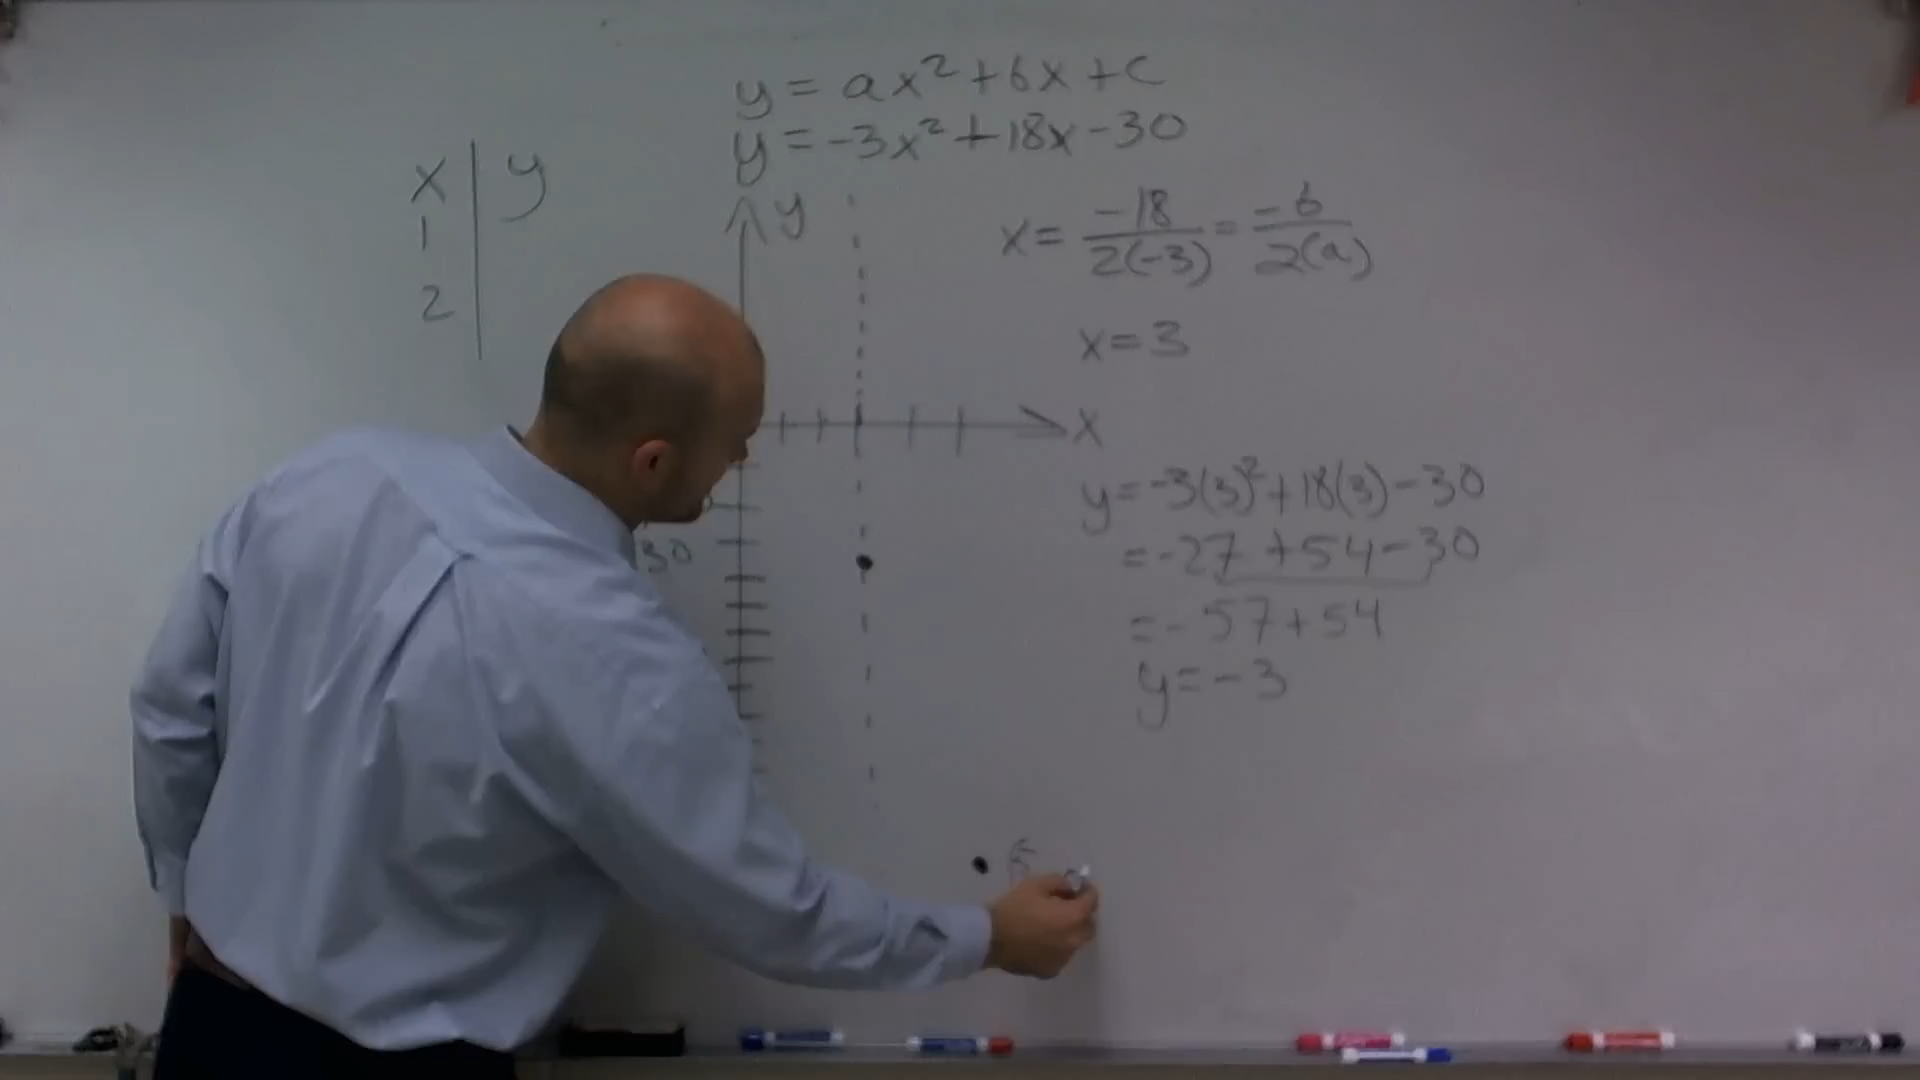 y = ax² + bx + c
y = -3x² + 18x - 30
x | y
1
2
y
x = -18/2(-3) = -b/2(a)
x = 3
x
y = -3(3)² + 18(3) - 30
= -27 + 54 - 30
= -57 + 54
y = -3
30